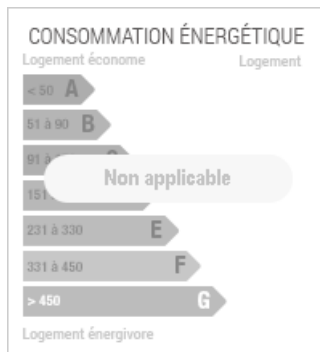 CONSOMMATION ÉNERGÉTIQUE
Logement économe Logement
< 50 A
51 à 90 B
91 à
Non applicable
151
231 à 330 E
331 à 450 F
> 450 G
Logement énergivore